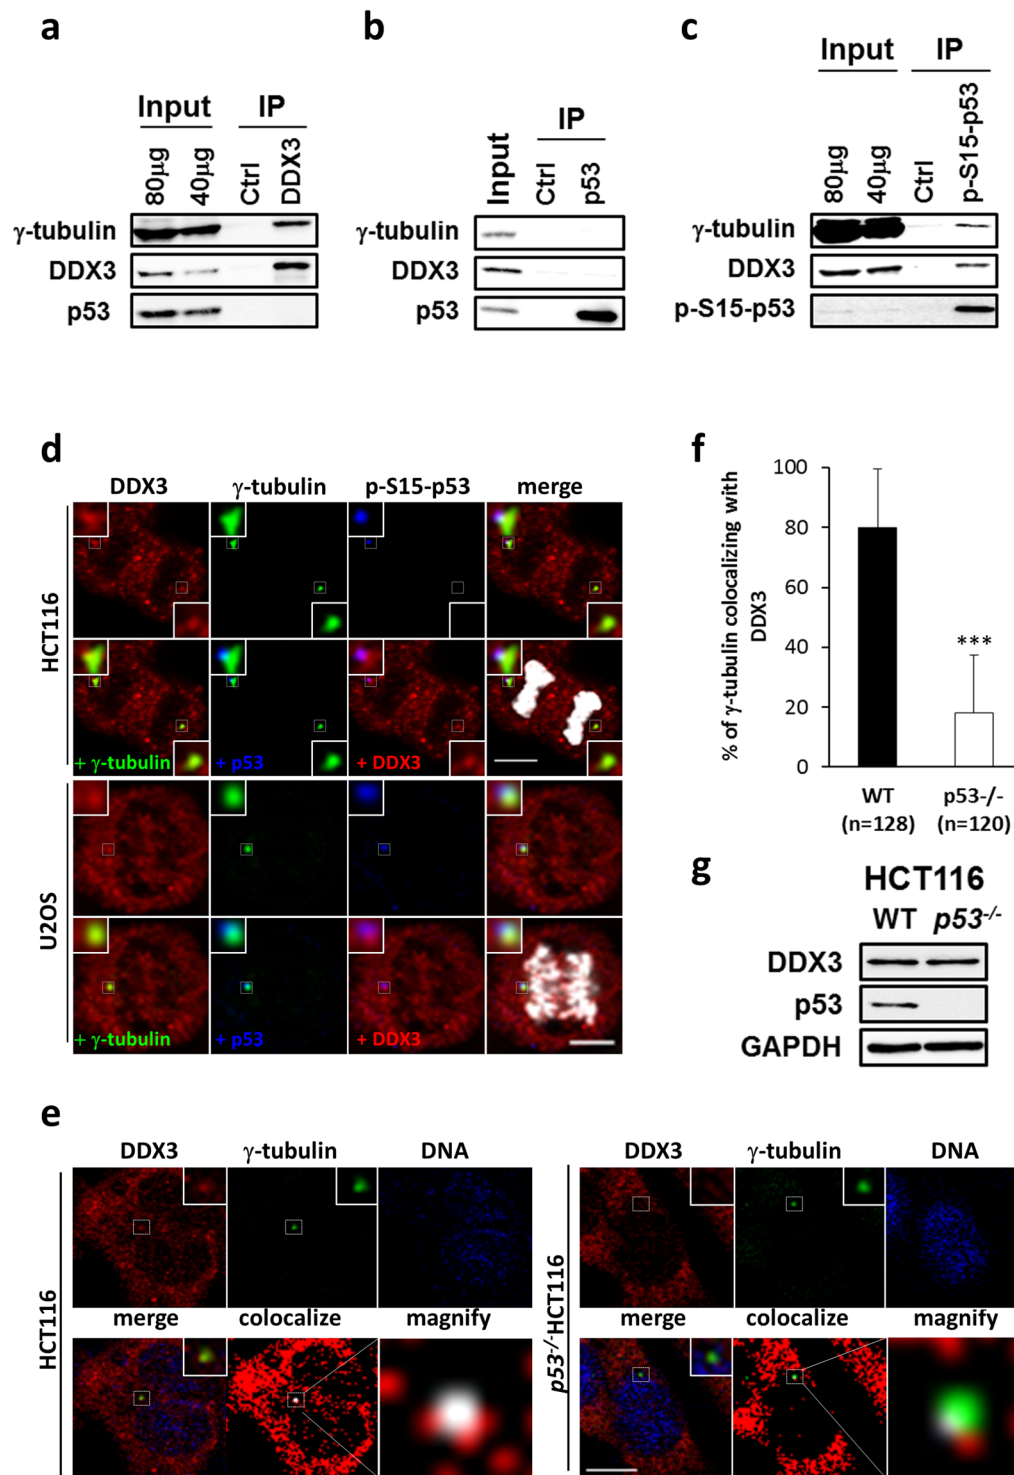 a
Input IP
80μg 40μg Ctrl DDX3
γ-tubulin
DDX3
p53
b
IP
Input Ctrl p53
γ-tubulin
DDX3
p53
c
Input IP
80μg 40μg Ctrl p-S15-p53
γ-tubulin
DDX3
p-S15-p53
d
DDX3 γ-tubulin p-S15-p53 merge
HCT116
+ γ-tubulin + p53 + DDX3
U2OS
+ γ-tubulin + p53 + DDX3
f
% of γ-tubulin colocalizing with
DDX3
100
80
60
40
20
0
***
WT p53-/-
(n=128) (n=120)
g
HCT116
WT p53-/-
DDX3
p53
GAPDH
e
HCT116
DDX3 γ-tubulin DNA
merge colocalize magnify
p53-/-HCT116
DDX3 γ-tubulin DNA
merge colocalize magnify